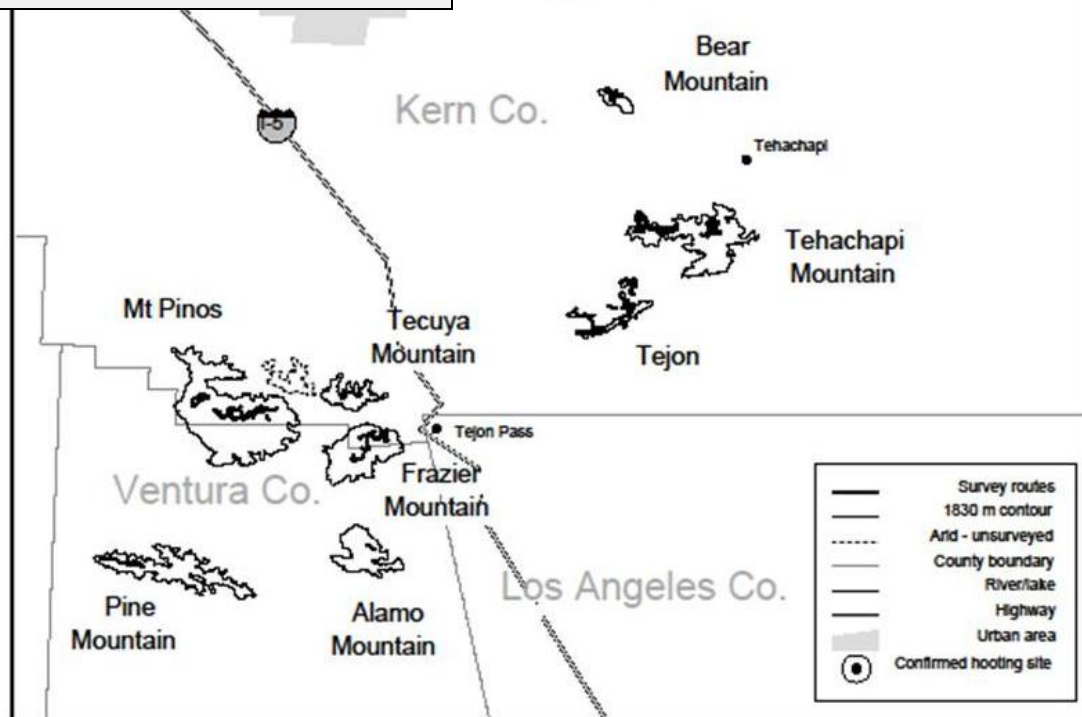 Bear
Mountain
Kern Co.
I-5
Tehachapi
Tehachapi
Mountain
Mt Pinos
Tecuya
Mountain
Tejon
Tejon Pass
Frazier
Mountain
Ventura Co.
Los Angeles Co.
Pine
Mountain
Alamo
Mountain
Survey routes
1830 m contour
Arid - unsurveyed
County boundary
River/lake
Highway
Urban area
Confirmed hooting site